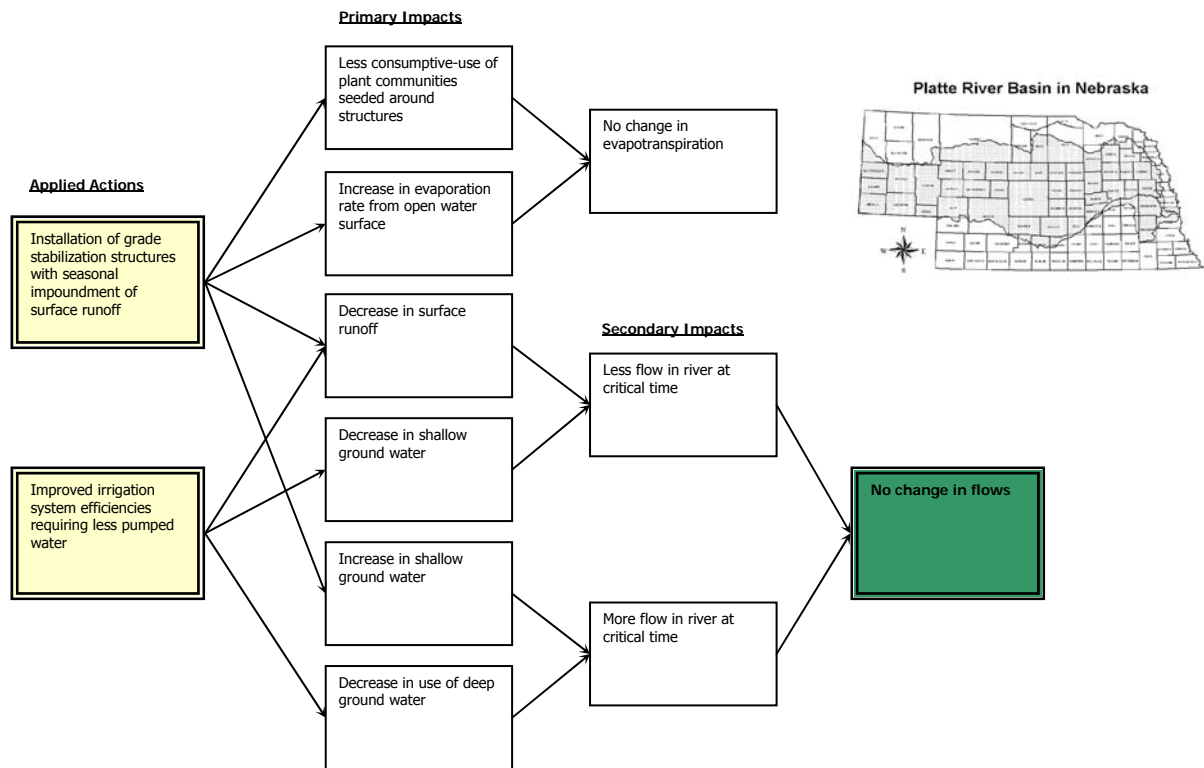 Primary Impacts
Less consumptive-use of
plant communities
seeded around
structures
Platte River Basin in Nebraska
No change in
evapotranspiration
Applied Actions
Increase in evaporation
rate from open water
surface
Installation of grade
stabilization structures
with seasonal
impoundment of
surface runoff
N
W
E
S
Decrease in surface
runoff
Secondary Impacts
Less flow in river at
critical time
Decrease in shallow
ground water
Improved irrigation
system efficiencies
requiring less pumped
water
No change in flows
Increase in shallow
ground water
More flow in river at
critical time
Decrease in use of deep
ground water